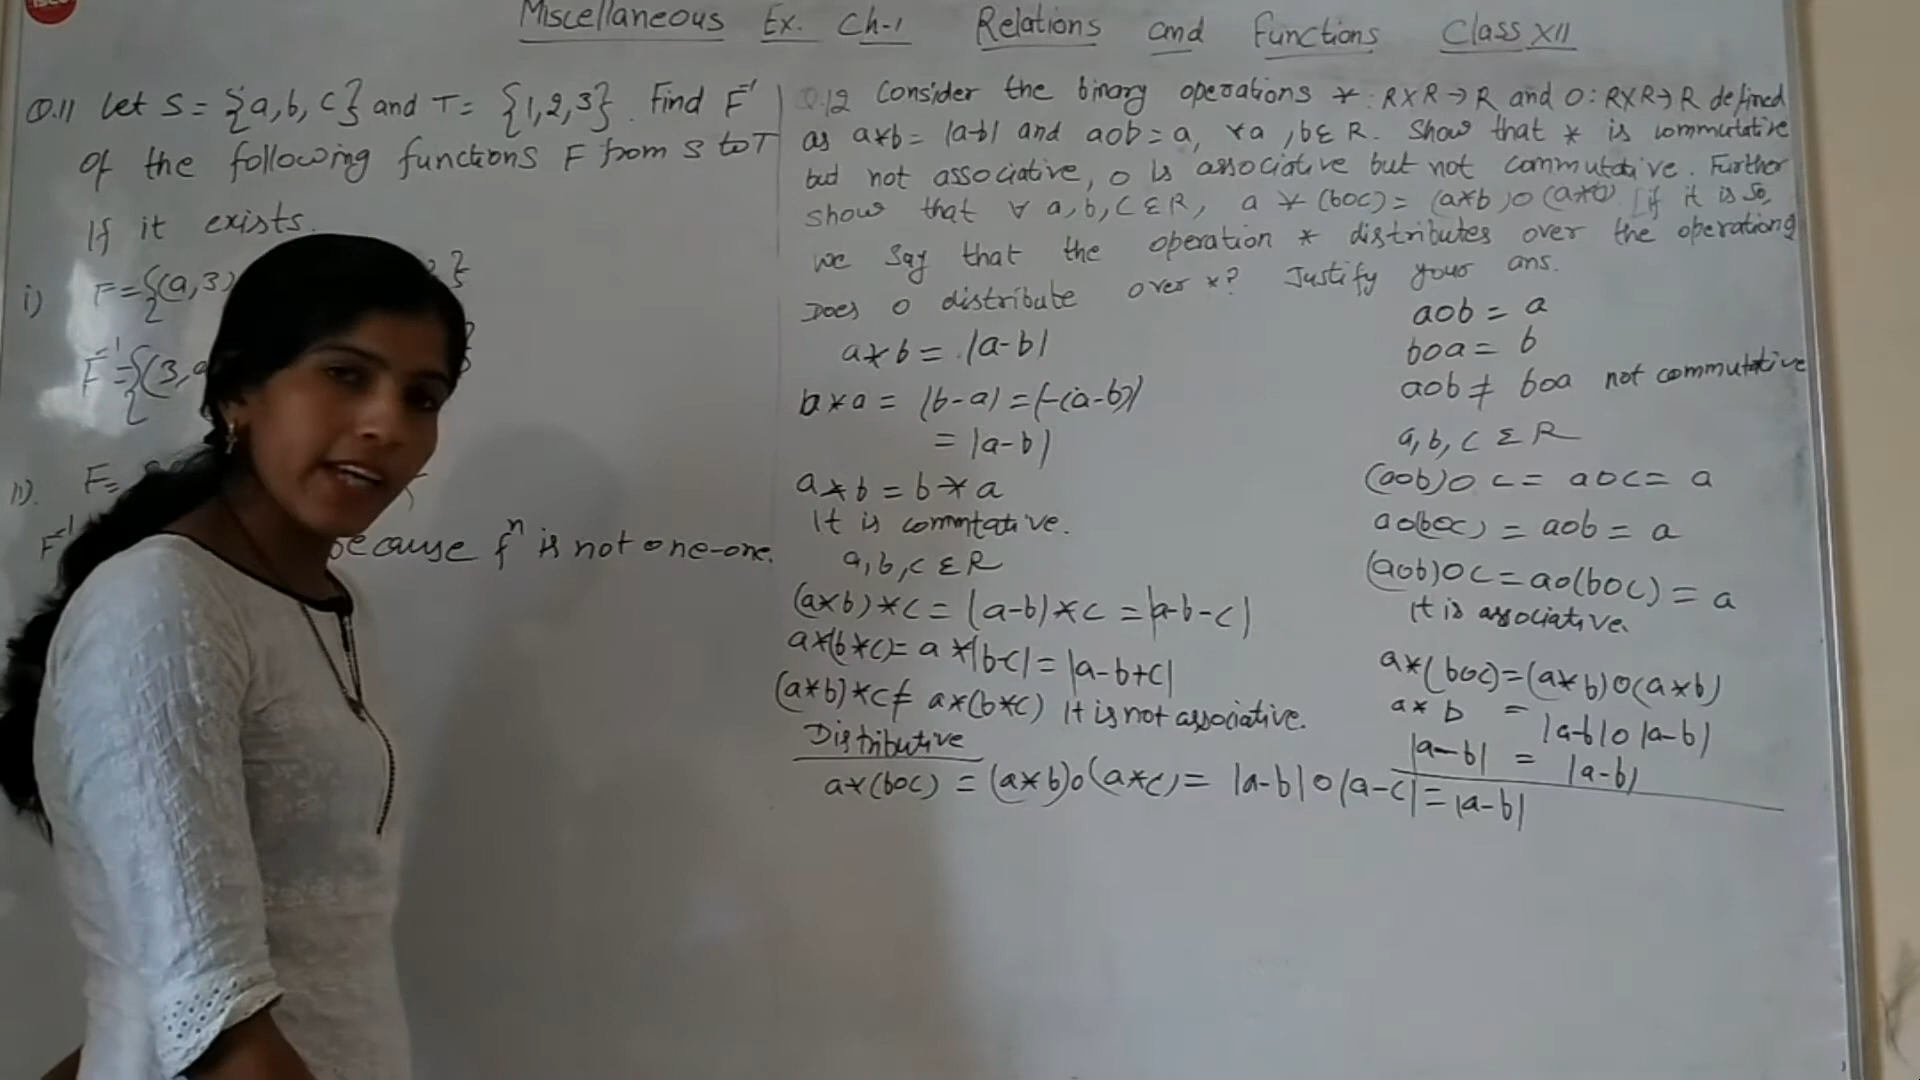 Miscellaneous Ex. Ch-1 Relations and Functions Class XII
Q.11 Let S = {a,b,c} and T = {1,2,3}. Find F⁻¹
of the following functions F from S to T
If it exists.
i) F = {(a,3)
F⁻¹ = {(3,a
ii). F =
F⁻¹
because fⁿ is not one-one.
Q.12 Consider the binary operations * : R×R→R and o : R×R→R defined
as a*b = |a-b| and aob = a, ∀a,b∈R. Show that * is commutative
but not associative, o is associative but not commutative. Further
show that ∀ a,b,c∈R, a*(boc) = (a*b)o(a*c) [if it is so,
we say that the operation * distributes over the operation
Does o distribute over *? Justify your ans.
a*b = |a-b|
b*a = |b-a| = |-(a-b)|
= |a-b|
a*b = b*a
It is commtative.
a,b,c∈R
(a*b)*c = |a-b|*c = |a-b-c|
a*(b*c) = a*|b-c| = |a-b+c|
(a*b)*c ≠ a*(b*c) It is not associative.
Distributive
a*(boc) = (a*b)o(a*c) = |a-b|o|a-c| = |a-b|
aob = a
boa = b
aob ≠ boa not commutative
a,b,c∈R
(aob)oc = aoc = a
ao(boc) = aob = a
(aob)oc = ao(boc) = a
It is associative.
a*(boc) = (a*b)o(a*b)
a*b = |a-b|o|a-b|
|a-b| = |a-b|